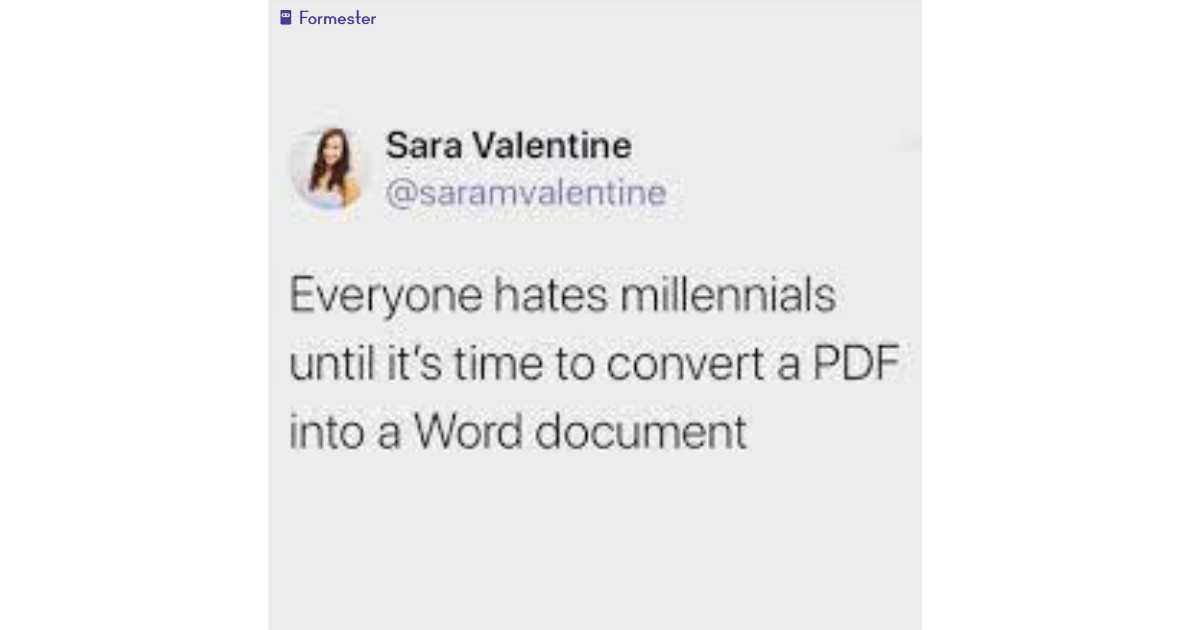 Formester
Sara Valentine
@saramvalentine
Everyone hates millennials
until it's time to convert a PDF
into a Word document